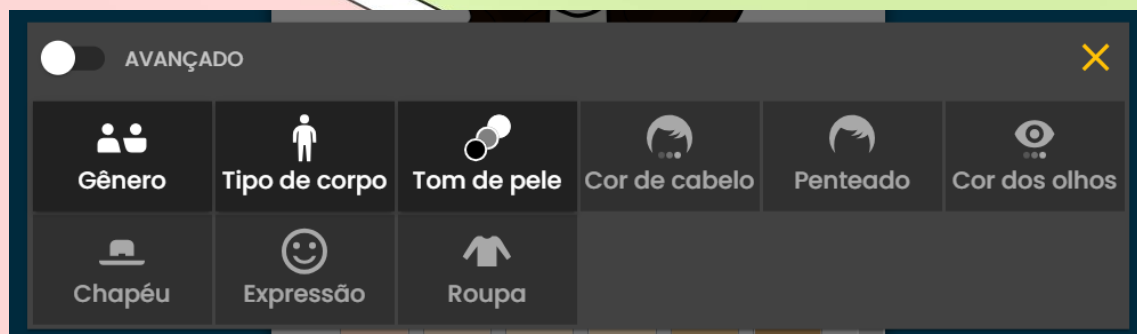 AVANÇADO
Gênero Tipo de corpo Tom de pele Cor de cabelo Penteado Cor dos olhos
Chapéu Expressão Roupa